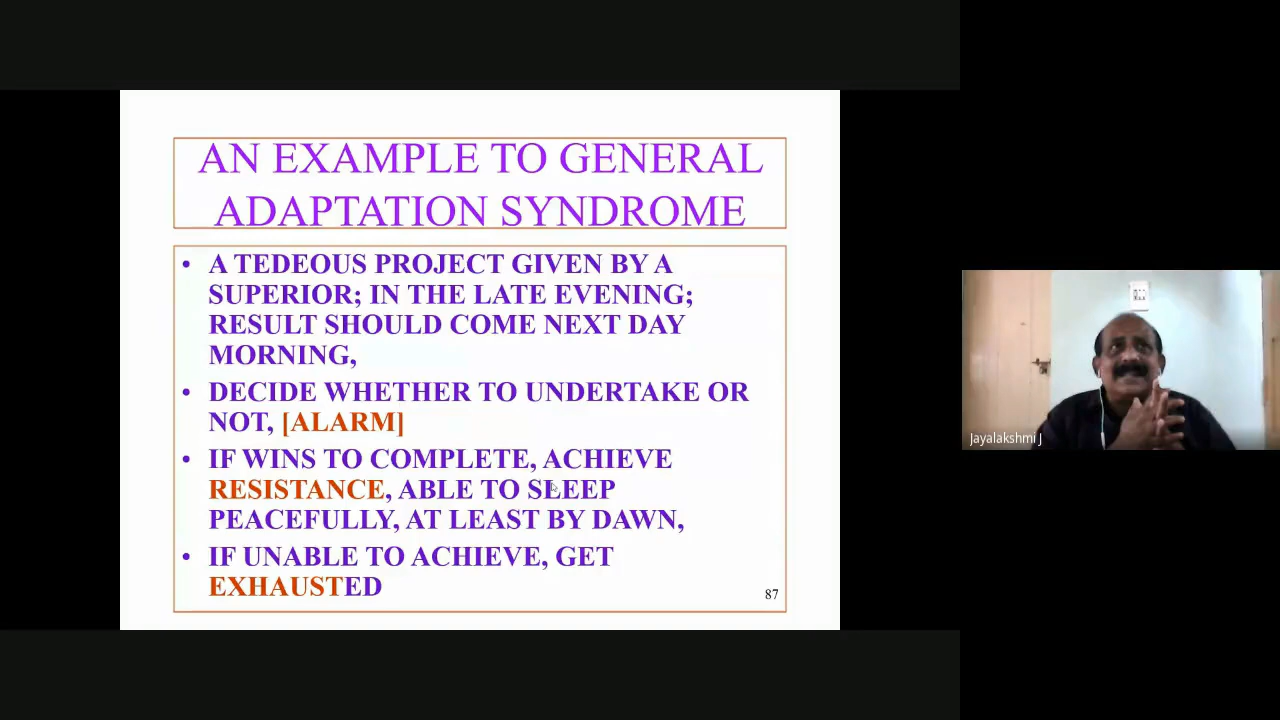 AN EXAMPLE TO GENERAL
ADAPTATION SYNDROME
• A TEDEOUS PROJECT GIVEN BY A
SUPERIOR; IN THE LATE EVENING;
RESULT SHOULD COME NEXT DAY
MORNING,
• DECIDE WHETHER TO UNDERTAKE OR
NOT, [ALARM]
• IF WINS TO COMPLETE, ACHIEVE
RESISTANCE, ABLE TO SLEEP
PEACEFULLY, AT LEAST BY DAWN,
• IF UNABLE TO ACHIEVE, GET
EXHAUSTED
87
Jayalakshmi J